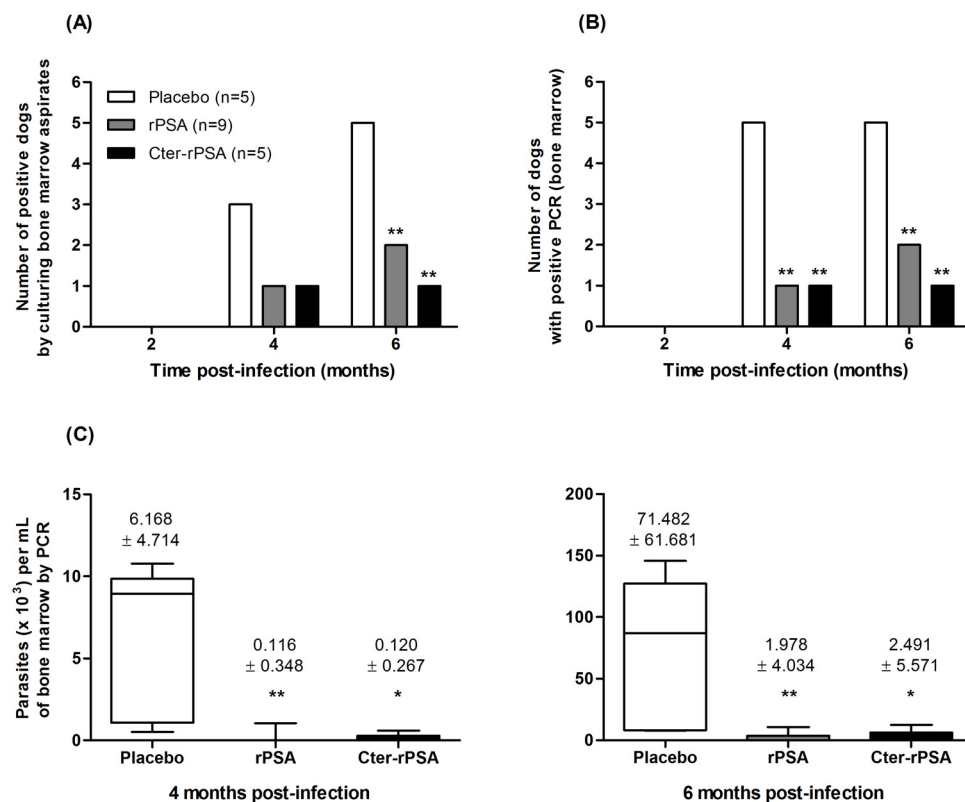 (A)
Number of positive dogs
by culturing bone marrow aspirates
6
5
4
3
2
1
0
Placebo (n=5)
rPSA (n=9)
Cter-rPSA (n=5)
**
**
2
4
6
Time post-infection (months)
(B)
Number of dogs
with positive PCR (bone marrow)
6
5
4
3
2
1
0
**
**
**
**
2
4
6
Time post-infection (months)
(C)
Parasites (x 10³) per mL
of bone marrow by PCR
15
10
5
0
6.168
± 4.714
0.116
± 0.348
**
0.120
± 0.267
*
Placebo
rPSA
Cter-rPSA
4 months post-infection
200
150
100
50
0
71.482
± 61.681
1.978
± 4.034
**
2.491
± 5.571
*
Placebo
rPSA
Cter-rPSA
6 months post-infection